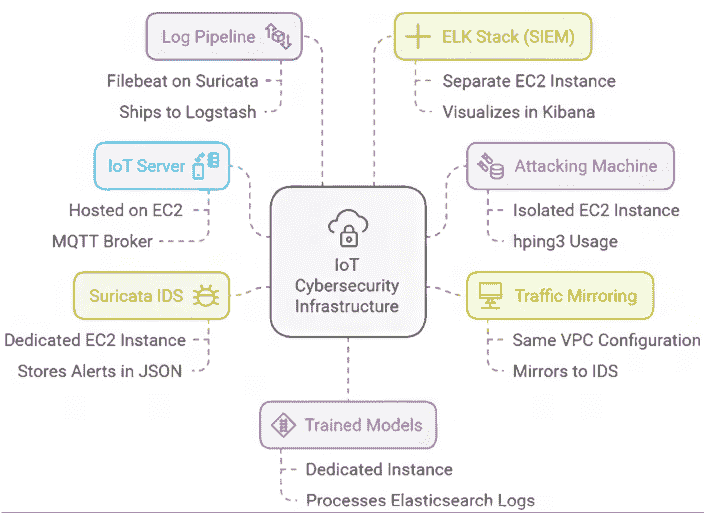 Log Pipeline
Filebeat on Suricata
Ships to Logstash
ELK Stack (SIEM)
Separate EC2 Instance
Visualizes in Kibana
IoT Server
Hosted on EC2
MQTT Broker
Attacking Machine
Isolated EC2 Instance
hping3 Usage
IoT
Cybersecurity
Infrastructure
Suricata IDS
Dedicated EC2 Instance
Stores Alerts in JSON
Traffic Mirroring
Same VPC Configuration
Mirrors to IDS
Trained Models
Dedicated Instance
Processes Elasticsearch Logs